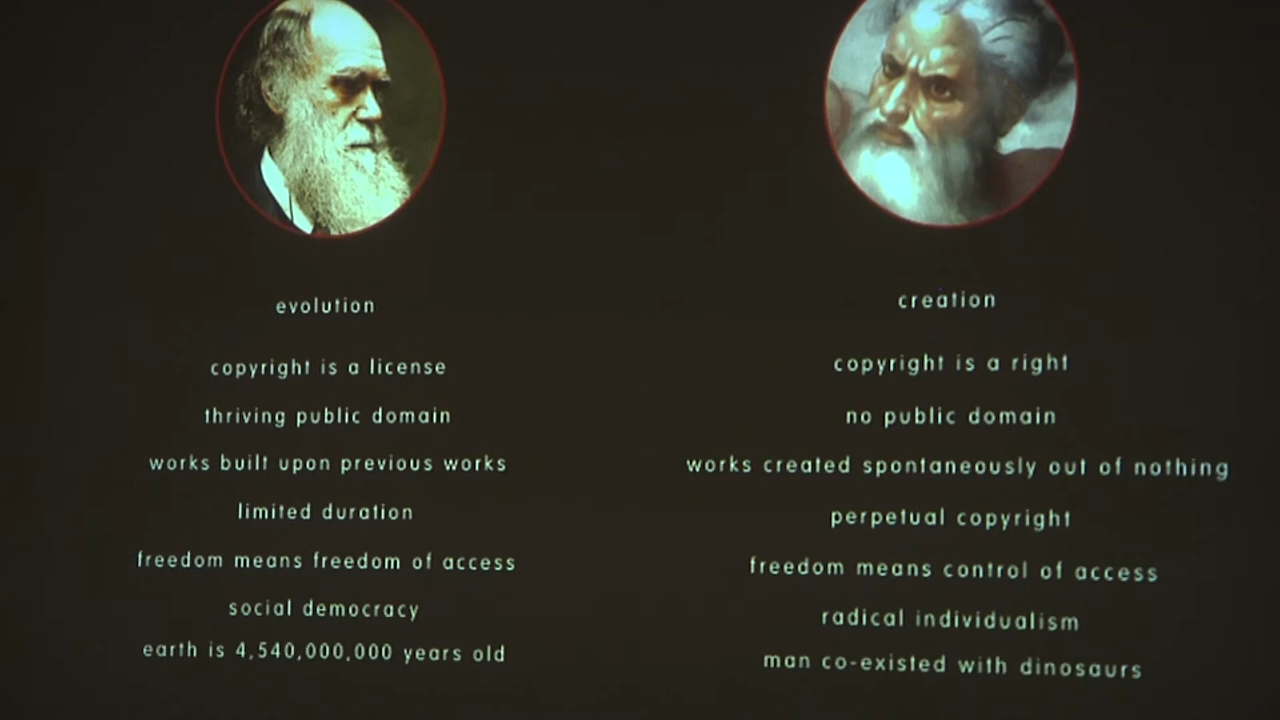 evolution
copyright is a license
thriving public domain
works built upon previous works
limited duration
freedom means freedom of access
social democracy
earth is 4,540,000,000 years old
creation
copyright is a right
no public domain
works created spontaneously out of nothing
perpetual copyright
freedom means control of access
radical individualism
man co-existed with dinosaurs